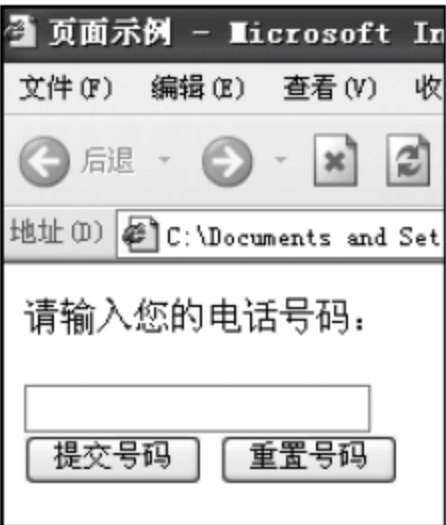 页面示例 - Microsoft In
文件(F) 编辑(E) 查看(V) 收
后退
地址(D) C:\Documents and Set
请输入您的电话号码：
提交号码 重置号码